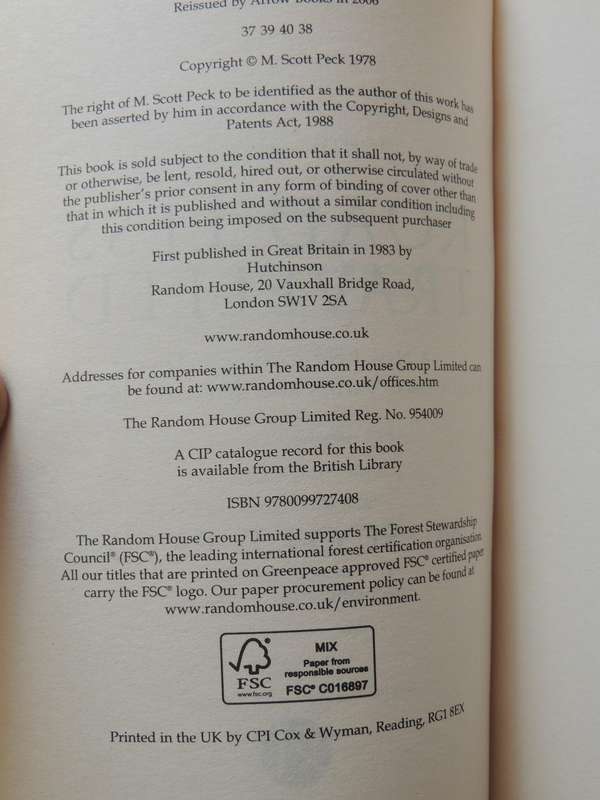 Reissued by Arrow Books in 2006
37 39 40 38
Copyright © M. Scott Peck 1978
The right of M. Scott Peck to be identified as the author of this work has
been asserted by him in accordance with the Copyright, Designs and
Patents Act, 1988
This book is sold subject to the condition that it shall not, by way of trade
or otherwise, be lent, resold, hired out, or otherwise circulated without
the publisher's prior consent in any form of binding of cover other than
that in which it is published and without a similar condition including
this condition being imposed on the subsequent purchaser
First published in Great Britain in 1983 by
Hutchinson
Random House, 20 Vauxhall Bridge Road,
London SW1V 2SA
www.randomhouse.co.uk
Addresses for companies within The Random House Group Limited can
be found at: www.randomhouse.co.uk/offices.htm
The Random House Group Limited Reg. No. 954009
A CIP catalogue record for this book
is available from the British Library
ISBN 9780099727408
The Random House Group Limited supports The Forest Stewardship
Council® (FSC®), the leading international forest certification organisation
All our titles that are printed on Greenpeace approved FSC® certified paper
carry the FSC® logo. Our paper procurement policy can be found at
www.randomhouse.co.uk/environment.
FSC
www.fsc.org
MIX
Paper from
responsible sources
FSC® C016897
Printed in the UK by CPI Cox & Wyman, Reading, RG1 8EX